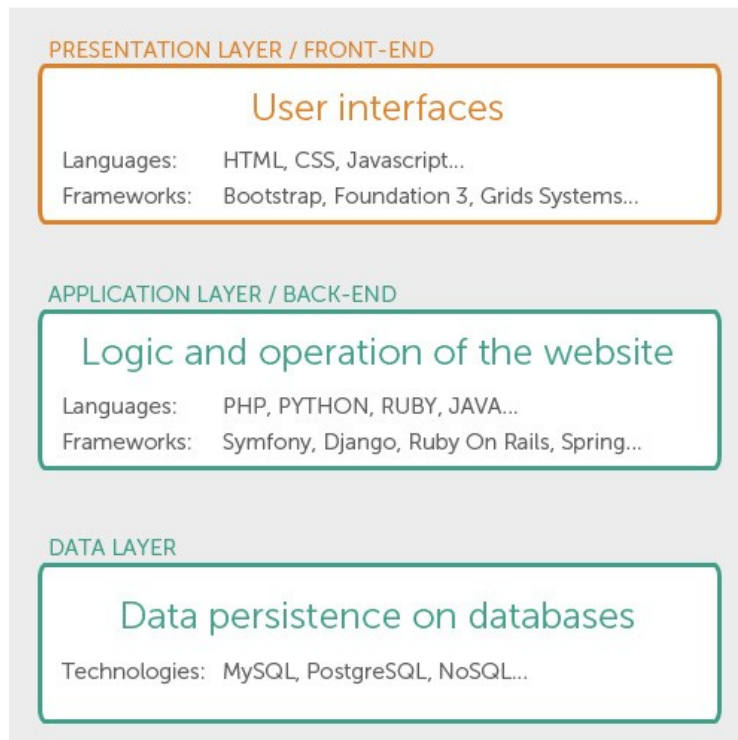 PRESENTATION LAYER / FRONT-END
User interfaces
Languages: HTML, CSS, Javascript...
Frameworks: Bootstrap, Foundation 3, Grids Systems...
APPLICATION LAYER / BACK-END
Logic and operation of the website
Languages: PHP, PYTHON, RUBY, JAVA...
Frameworks: Symfony, Django, Ruby On Rails, Spring...
DATA LAYER
Data persistence on databases
Technologies: MySQL, PostgreSQL, NoSQL...